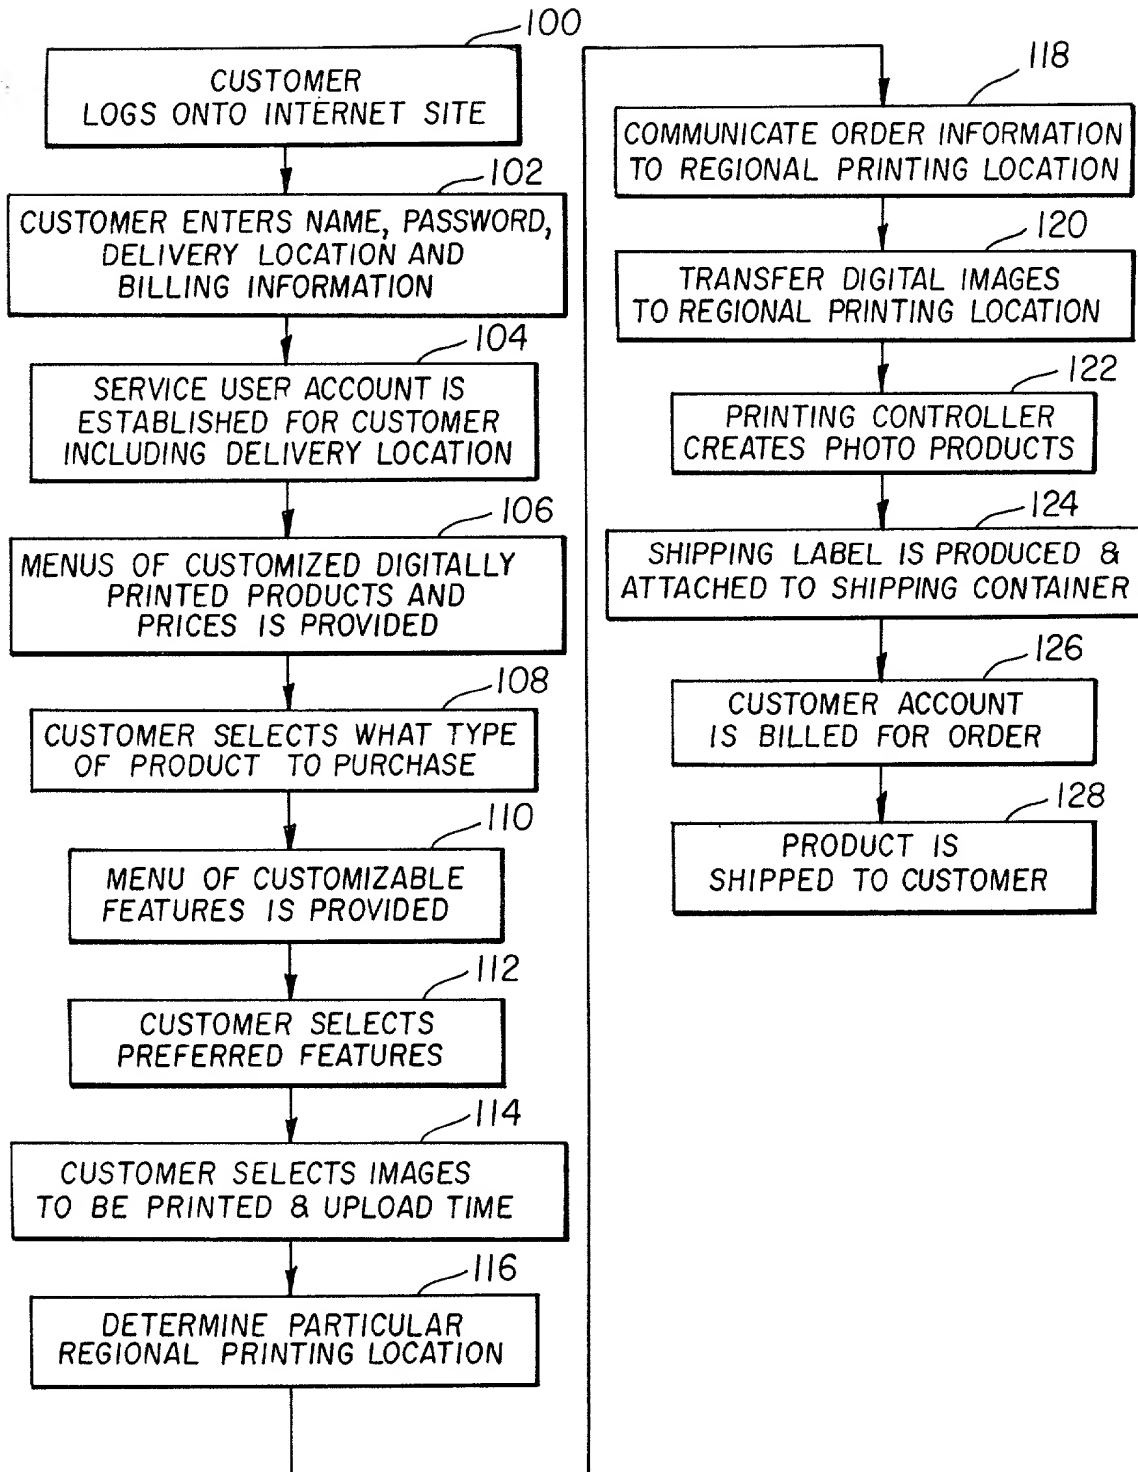 100
CUSTOMER
LOGS ONTO INTERNET SITE
102
CUSTOMER ENTERS NAME, PASSWORD,
DELIVERY LOCATION AND
BILLING INFORMATION
104
SERVICE USER ACCOUNT IS
ESTABLISHED FOR CUSTOMER
INCLUDING DELIVERY LOCATION
106
MENUS OF CUSTOMIZED DIGITALLY
PRINTED PRODUCTS AND
PRICES IS PROVIDED
108
CUSTOMER SELECTS WHAT TYPE
OF PRODUCT TO PURCHASE
110
MENU OF CUSTOMIZABLE
FEATURES IS PROVIDED
112
CUSTOMER SELECTS
PREFERRED FEATURES
114
CUSTOMER SELECTS IMAGES
TO BE PRINTED & UPLOAD TIME
116
DETERMINE PARTICULAR
REGIONAL PRINTING LOCATION
118
COMMUNICATE ORDER INFORMATION
TO REGIONAL PRINTING LOCATION
120
TRANSFER DIGITAL IMAGES
TO REGIONAL PRINTING LOCATION
122
PRINTING CONTROLLER
CREATES PHOTO PRODUCTS
124
SHIPPING LABEL IS PRODUCED &
ATTACHED TO SHIPPING CONTAINER
126
CUSTOMER ACCOUNT
IS BILLED FOR ORDER
128
PRODUCT IS
SHIPPED TO CUSTOMER